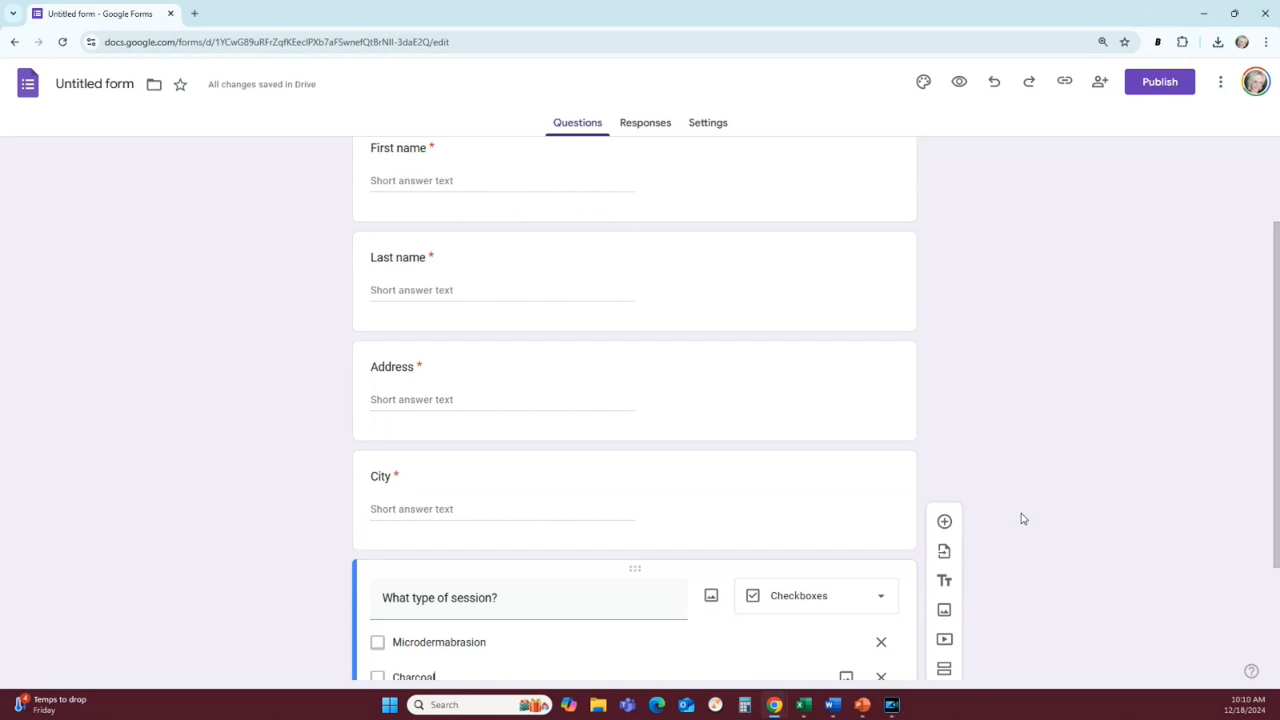 Untitled form - Google Forms
docs.google.com/forms/d/1YCwG89uRFrZqfKEeclPXb7aFSwnefQt8rNII-3daE2Q/edit
Untitled form
All changes saved in Drive
Publish
Questions
Responses
Settings
First name *
Short answer text
Last name *
Short answer text
Address *
Short answer text
City *
Short answer text
What type of session?
Checkboxes
Microdermabrasion
Charcoal
4
Temps to drop
Friday
Search
10:10 AM
12/18/2024